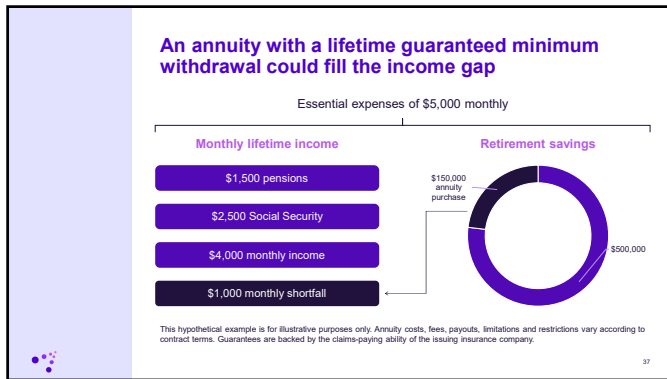 An annuity with a lifetime guaranteed minimum
withdrawal could fill the income gap
Essential expenses of $5,000 monthly
Monthly lifetime income
$1,500 pensions
$2,500 Social Security
$4,000 monthly income
$1,000 monthly shortfall
Retirement savings
$150,000
annuity
purchase
$500,000
This hypothetical example is for illustrative purposes only. Annuity costs, fees, payouts, limitations and restrictions vary according to
contract terms. Guarantees are backed by the claims-paying ability of the issuing insurance company.
37